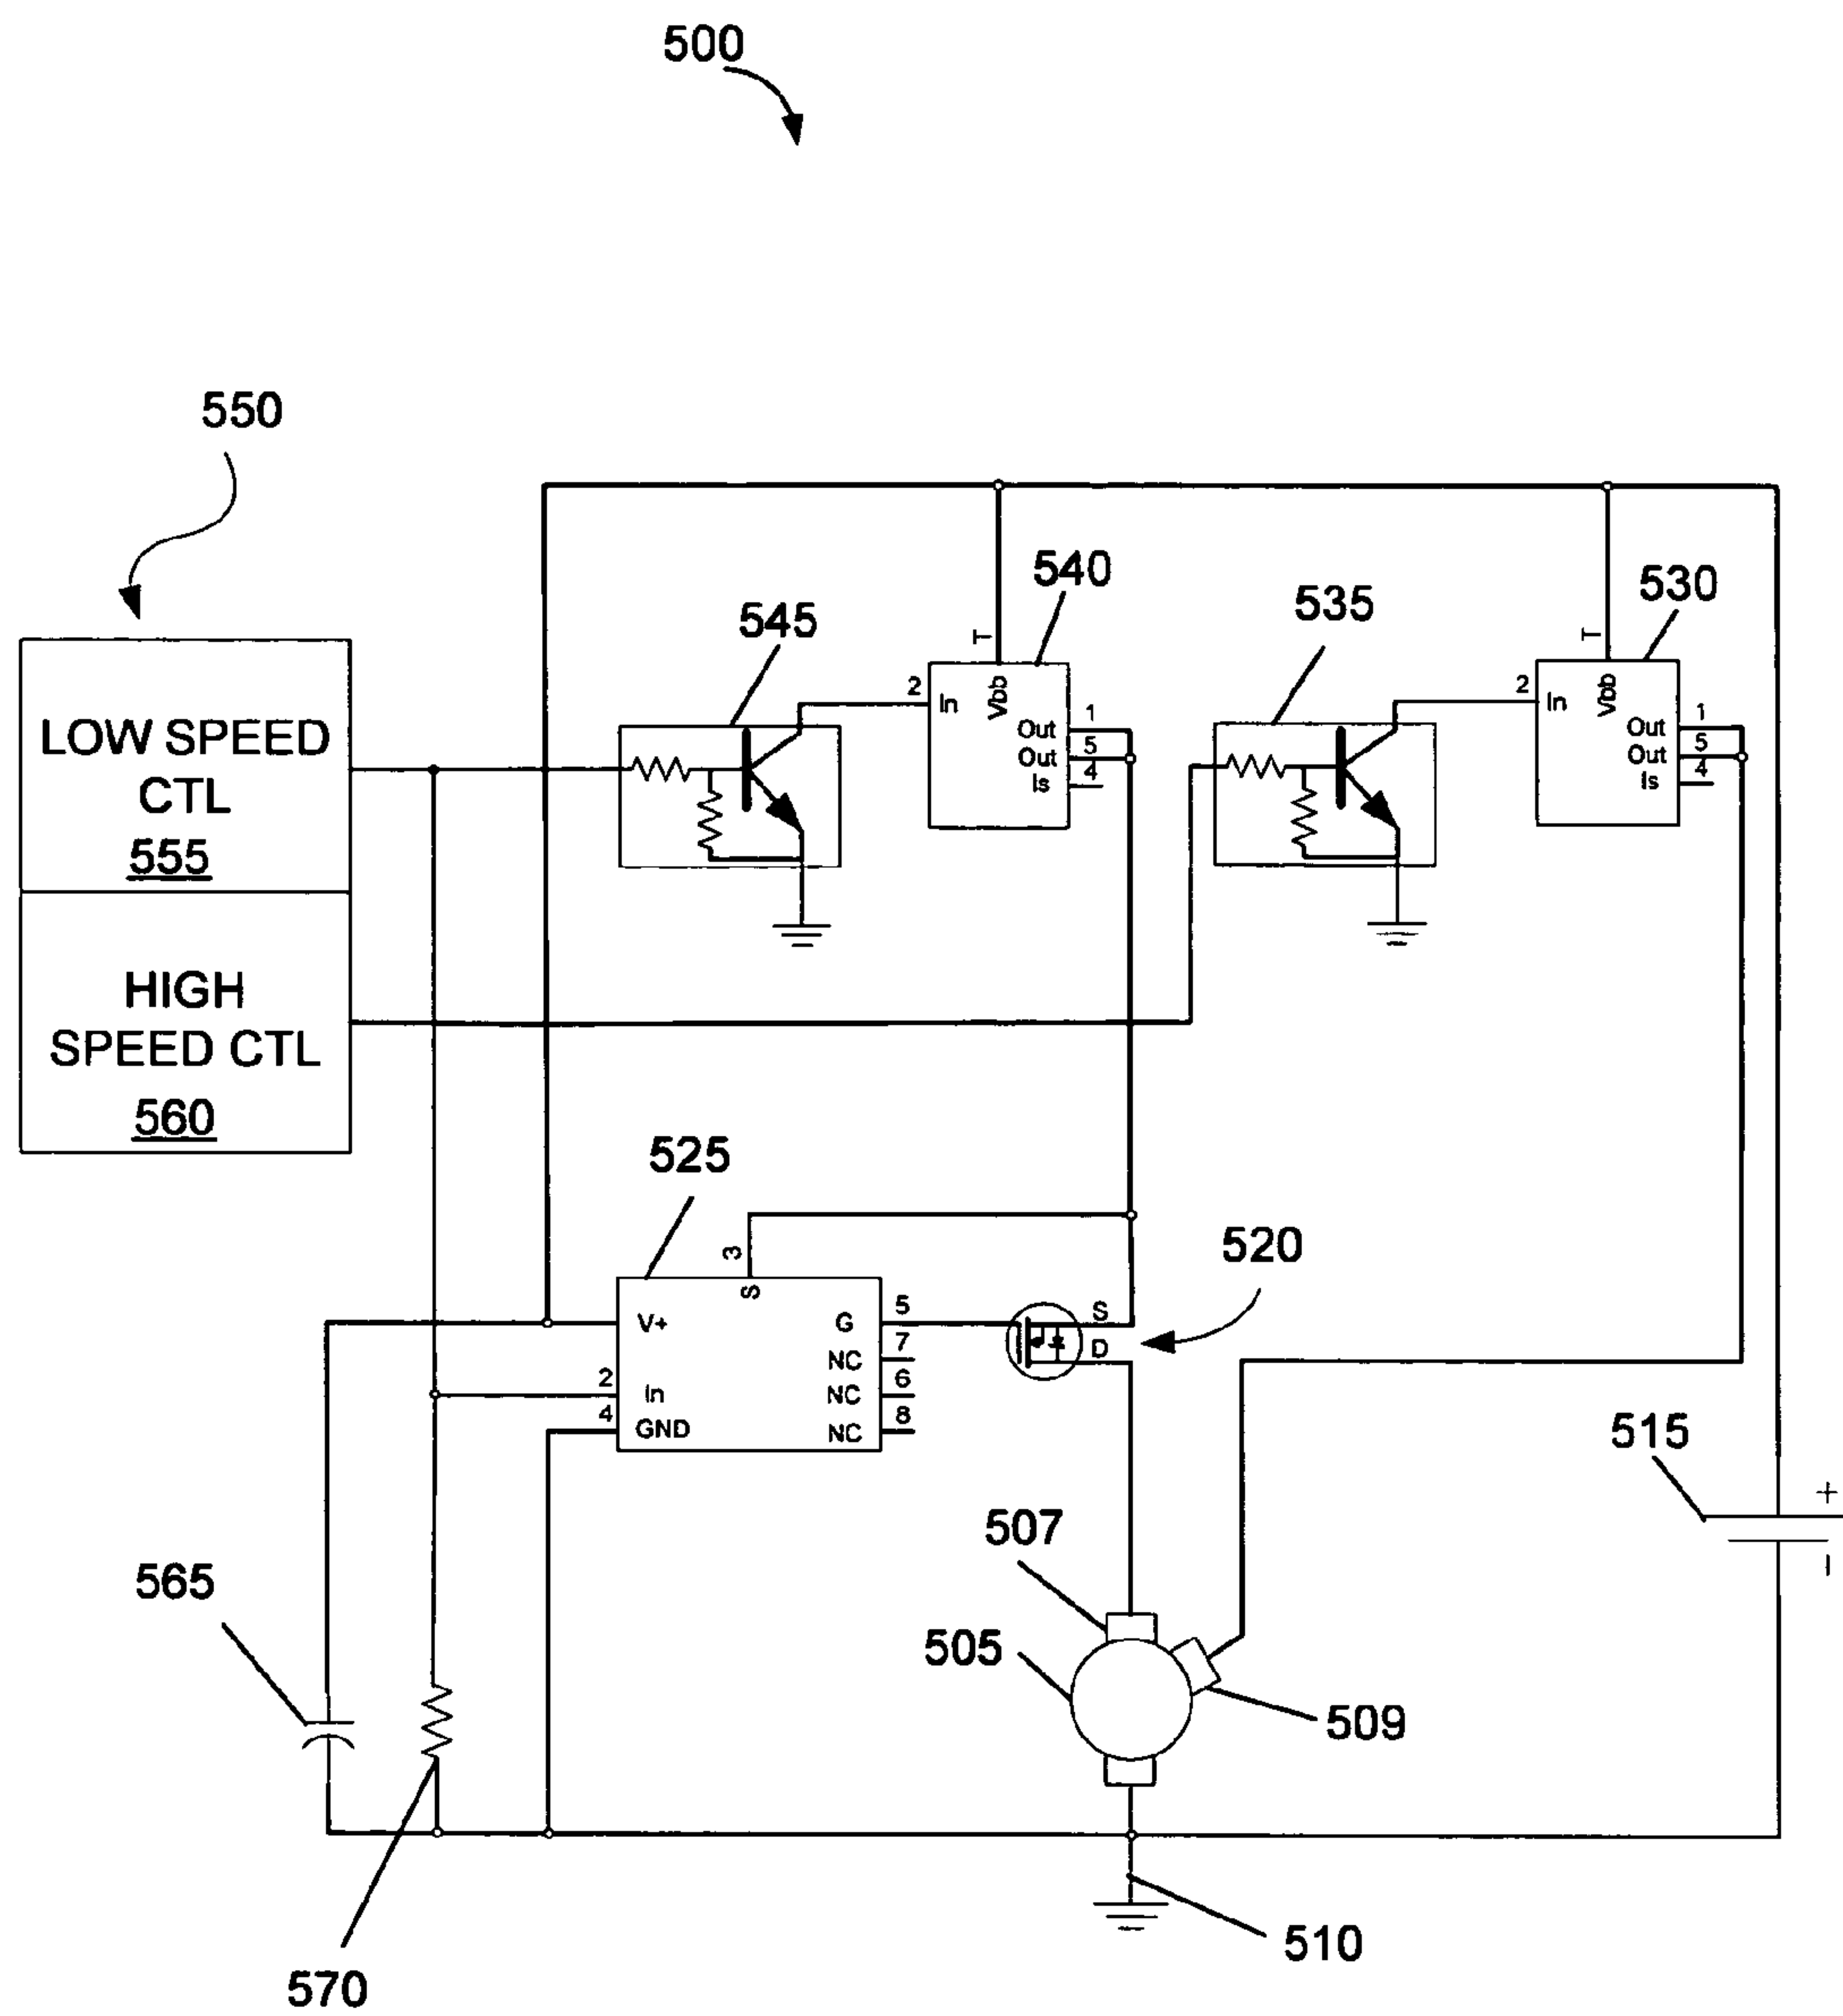 500
550
540
530
545
535
T
T
2
In
Vbb
Out
1
Out
5
Is
4
2
In
Vbb
Out
1
Out
5
Is
4
LOW SPEED
CTL
555
HIGH
SPEED CTL
560
525
520
3
S
V+
G
5
NC
7
2
In
NC
6
4
GND
NC
8
S
D
515
+
−
507
505
509
565
570
510